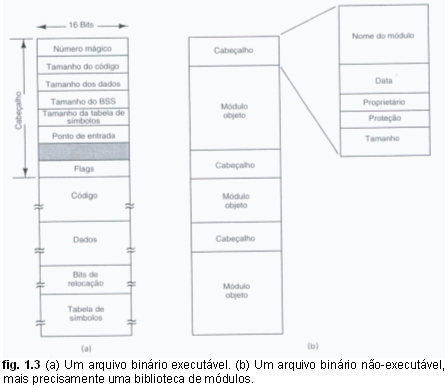 16 Bits
Cabeçalho
Número mágico
Tamanho do código
Tamanho dos dados
Tamanho do BSS
Tamanho da tabela de
símbolos
Ponto de entrada
Flags
Código
Dados
Bits de
relocação
Tabela de
símbolos
(a)
Cabeçalho
Módulo
objeto
Cabeçalho
Módulo
objeto
Cabeçalho
Módulo
objeto
(b)
Nome do módulo
Data
Proprietário
Proteção
Tamanho
fig. 1.3 (a) Um arquivo binário executável. (b) Um arquivo binário não-executável,
mais precisamente uma biblioteca de módulos.